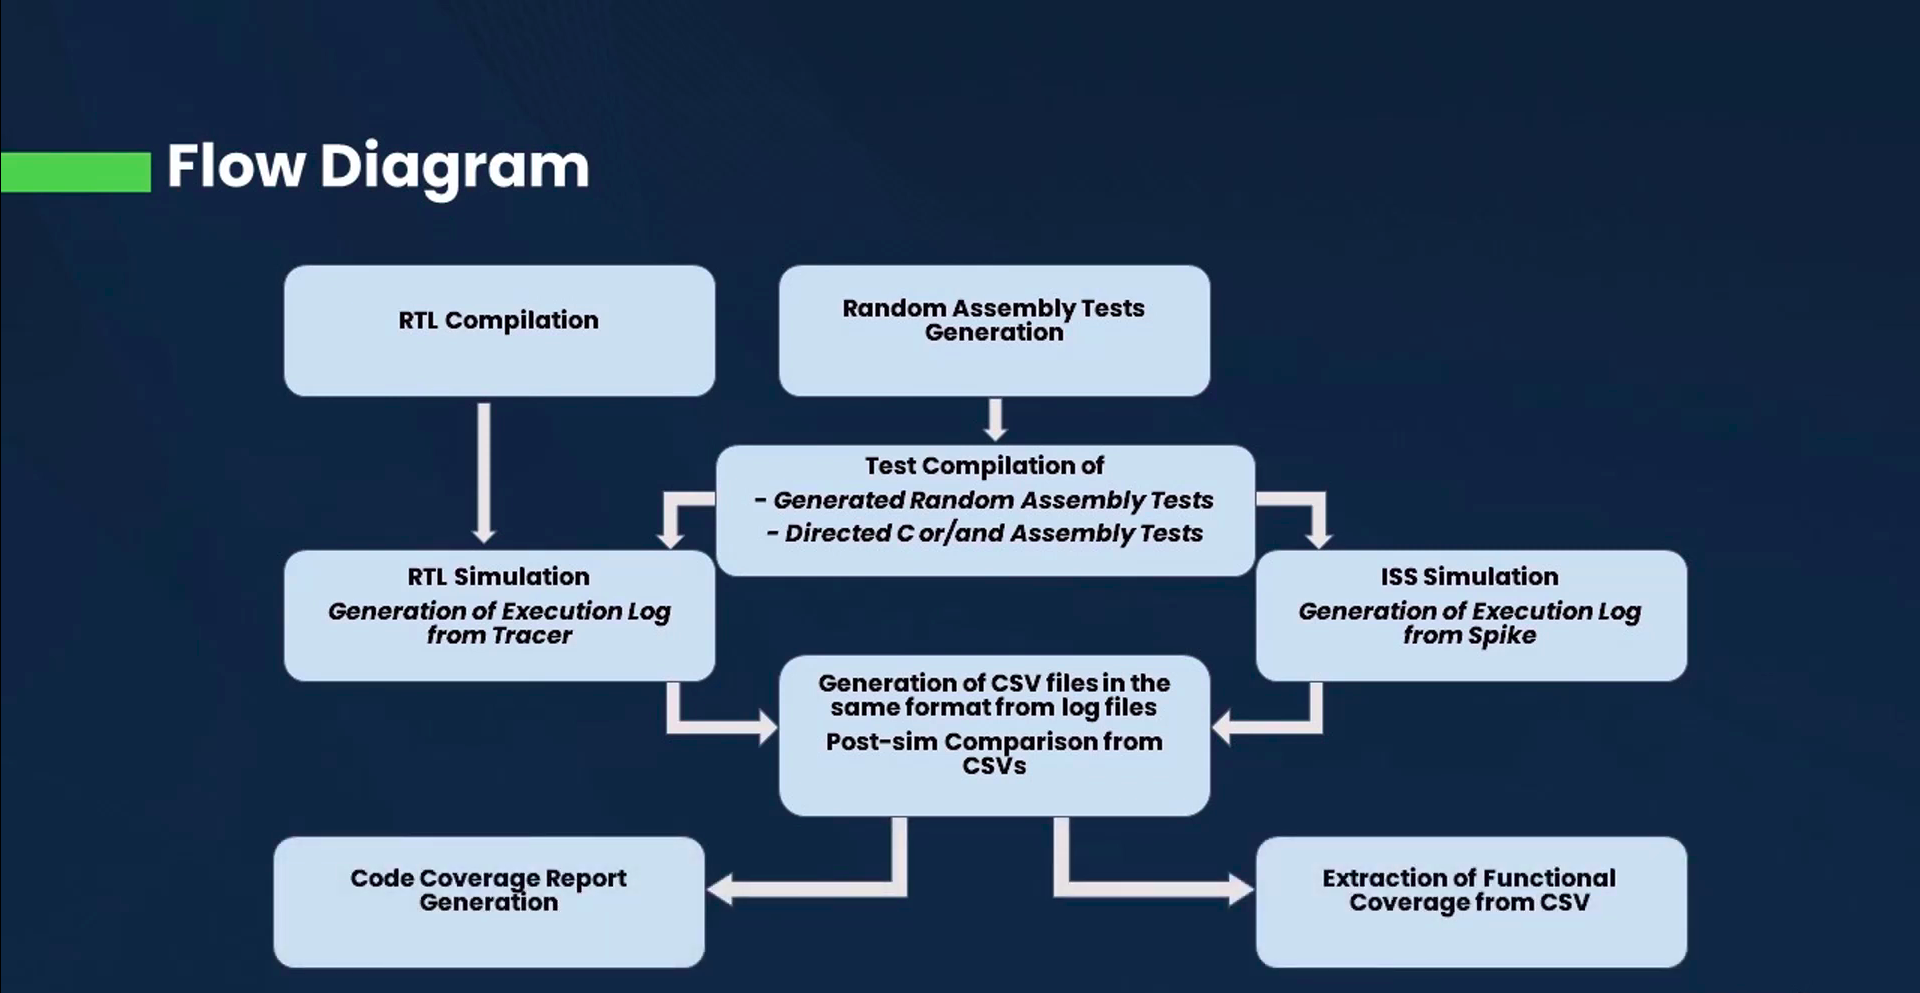 Flow Diagram
RTL Compilation
Random Assembly Tests
Generation
Test Compilation of
- Generated Random Assembly Tests
- Directed C or/and Assembly Tests
RTL Simulation
Generation of Execution Log
from Tracer
ISS Simulation
Generation of Execution Log
from Spike
Generation of CSV files in the
same format from log files
Post-sim Comparison from
CSVs
Code Coverage Report
Generation
Extraction of Functional
Coverage from CSV